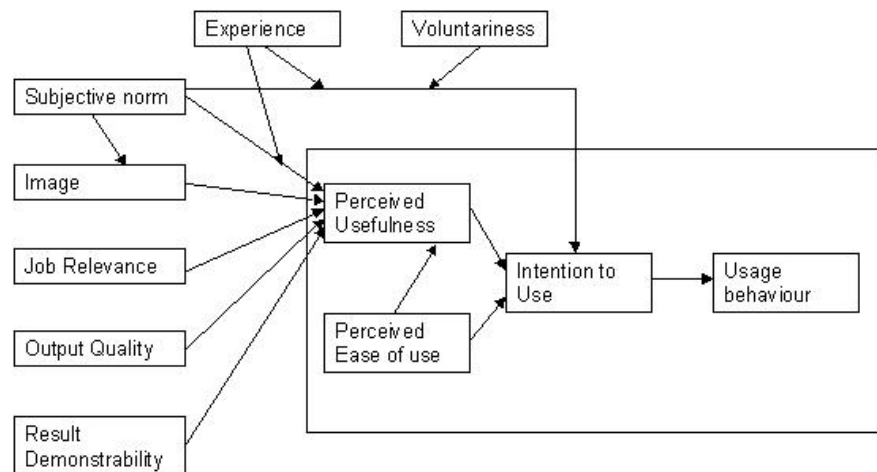 Experience
Voluntariness
Subjective norm
Image
Perceived
Usefulness
Job Relevance
Intention to
Use
Usage
behaviour
Output Quality
Perceived
Ease of use
Result
Demonstrability